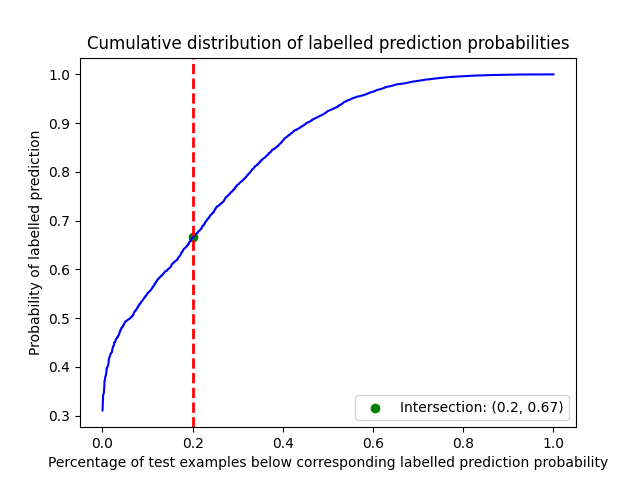 Cumulative distribution of labelled prediction probabilities
Probability of labelled prediction
1.0
0.9
0.8
0.7
0.6
0.5
0.4
0.3
Intersection: (0.2, 0.67)
0.0 0.2 0.4 0.6 0.8 1.0
Percentage of test examples below corresponding labelled prediction probability